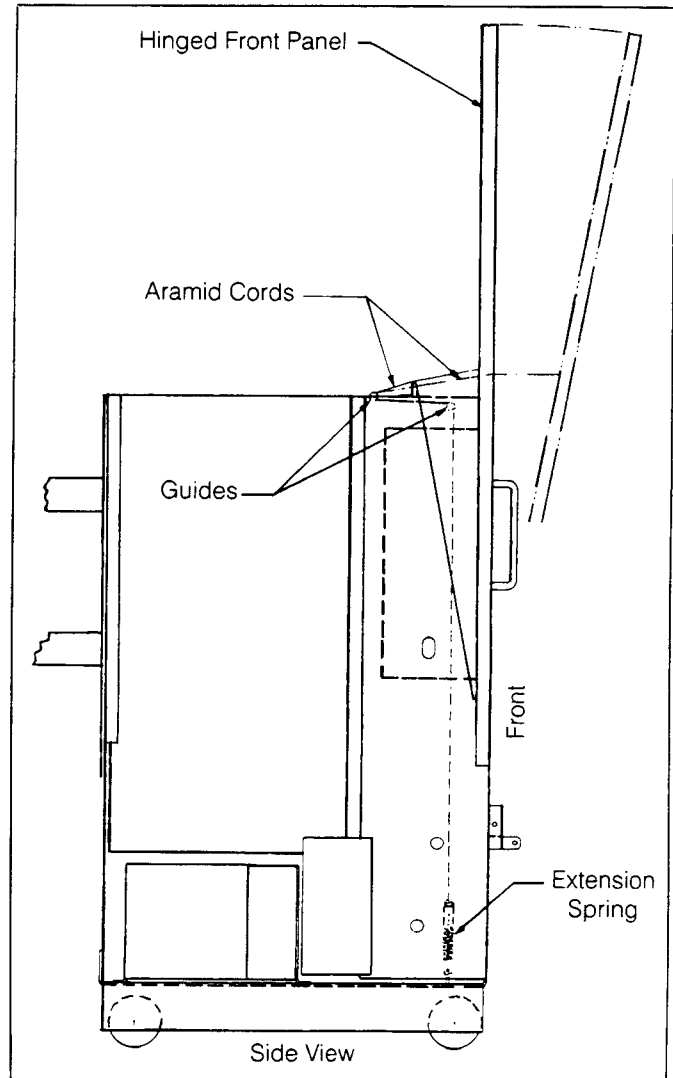 Hinged Front Panel
Aramid Cords
Guides
Front
Extension
Spring
Side View